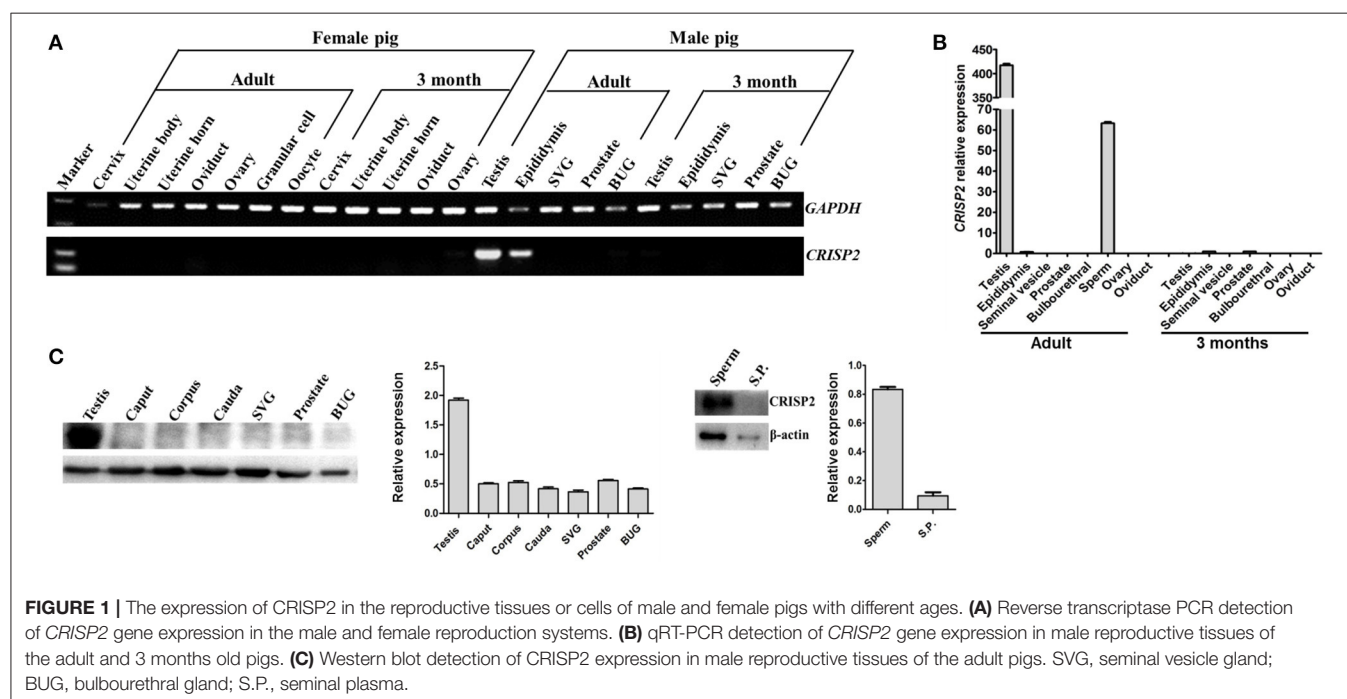 A
Female pig
Male pig
Adult
3 month
Adult
3 month
Marker
Cervix
Uterine body
Uterine horn
Oviduct
Ovary
Granular cell
Oocyte
Cervix
Uterine body
Uterine horn
Oviduct
Ovary
Testis
Epididymis
SVG
Prostate
BUG
Testis
Epididymis
SVG
Prostate
BUG
GAPDH
CRISP2
B
CRISP2 relative expression
450
400
350
300
70
60
50
40
30
20
10
0
Testis
Epididymis
Seminal vesicle
Prostate
Bulbourethral
Sperm
Ovary
Oviduct
Testis
Epididymis
Seminal vesicle
Prostate
Bulbourethral
Ovary
Oviduct
Adult
3 months
C
Testis
Caput
Corpus
Cauda
SVG
Prostate
BUG
Relative expression
2.5
2.0
1.5
1.0
0.5
0.0
Testis
Caput
Corpus
Cauda
SVG
Prostate
BUG
Sperm
S.P.
CRISP2
β-actin
Relative expression
1.0
0.8
0.6
0.4
0.2
0.0
Sperm
S.P.
FIGURE 1 | The expression of CRISP2 in the reproductive tissues or cells of male and female pigs with different ages. (A) Reverse transcriptase PCR detection
of CRISP2 gene expression in the male and female reproduction systems. (B) qRT-PCR detection of CRISP2 gene expression in male reproductive tissues of
the adult and 3 months old pigs. (C) Western blot detection of CRISP2 expression in male reproductive tissues of the adult pigs. SVG, seminal vesicle gland;
BUG, bulbourethral gland; S.P., seminal plasma.